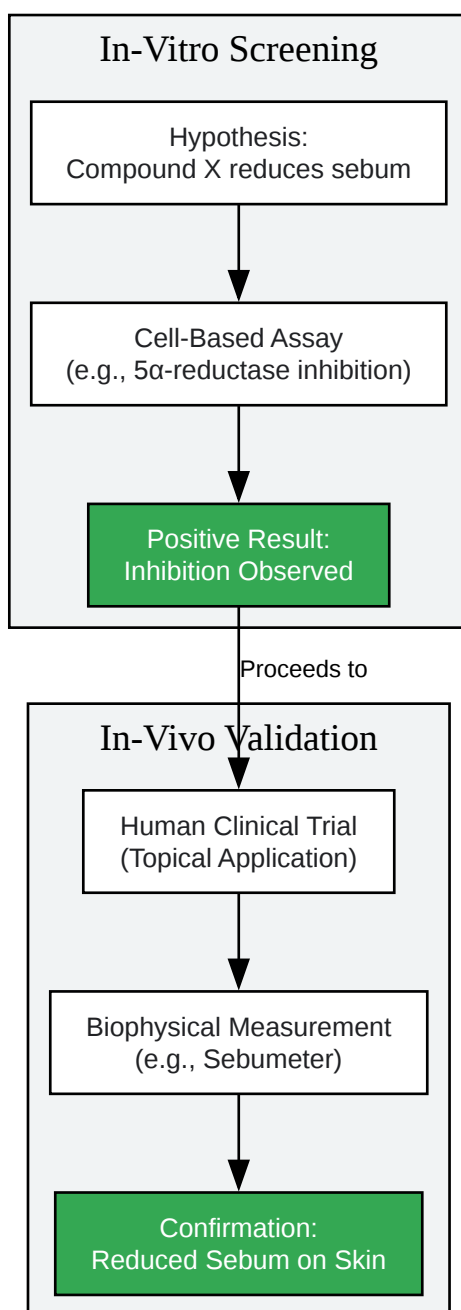 In-Vitro Screening
Hypothesis:
Compound X reduces sebum
Cell-Based Assay
(e.g., 5α-reductase inhibition)
Positive Result:
Inhibition Observed
Proceeds to
In-Vivo Validation
Human Clinical Trial
(Topical Application)
Biophysical Measurement
(e.g., Sebumeter)
Confirmation:
Reduced Sebum on Skin